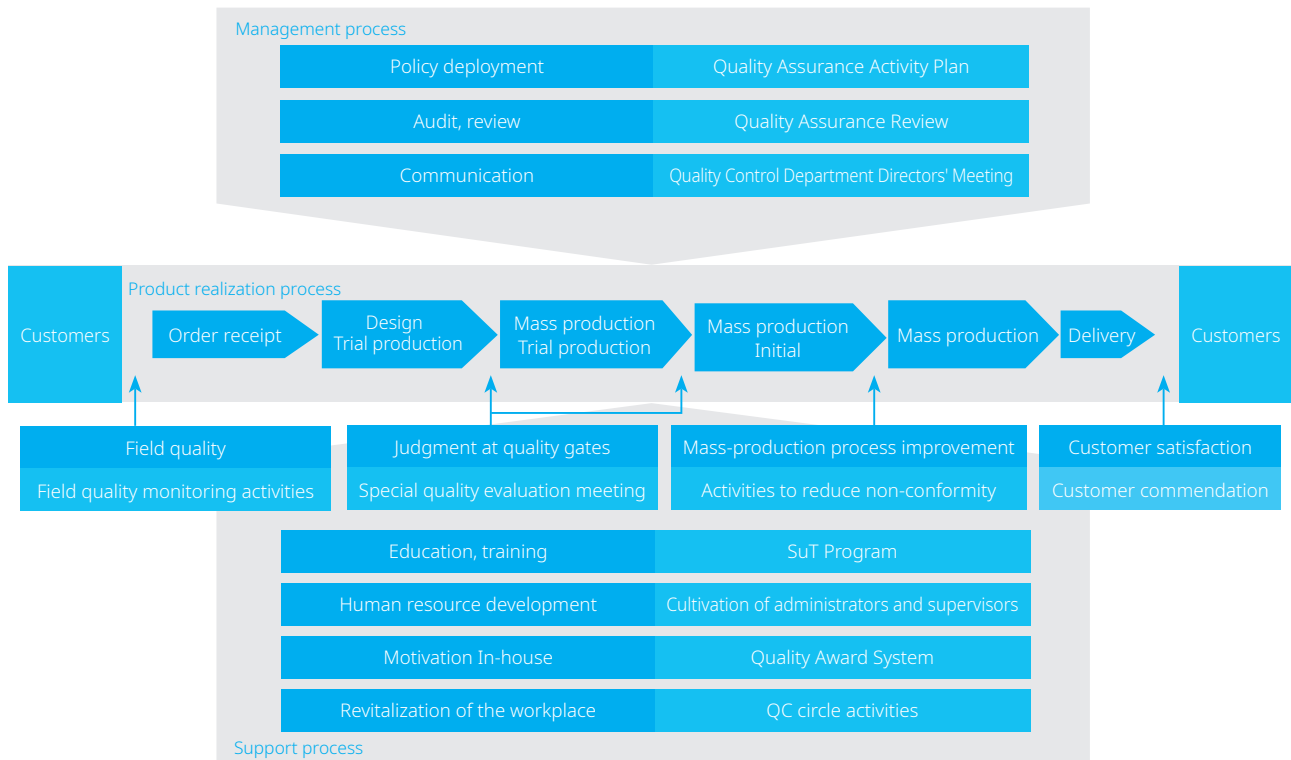 Management process
Policy deployment
Quality Assurance Activity Plan
Audit, review
Quality Assurance Review
Communication
Quality Control Department Directors' Meeting
Customers
Product realization process
Order receipt
Design
Trial production
Mass production
Trial production
Mass production
Initial
Mass production
Delivery
Customers
Field quality
Field quality monitoring activities
Judgment at quality gates
Special quality evaluation meeting
Mass-production process improvement
Activities to reduce non-conformity
Customer satisfaction
Customer commendation
Education, training
SuT Program
Human resource development
Cultivation of administrators and supervisors
Motivation In-house
Quality Award System
Revitalization of the workplace
QC circle activities
Support process